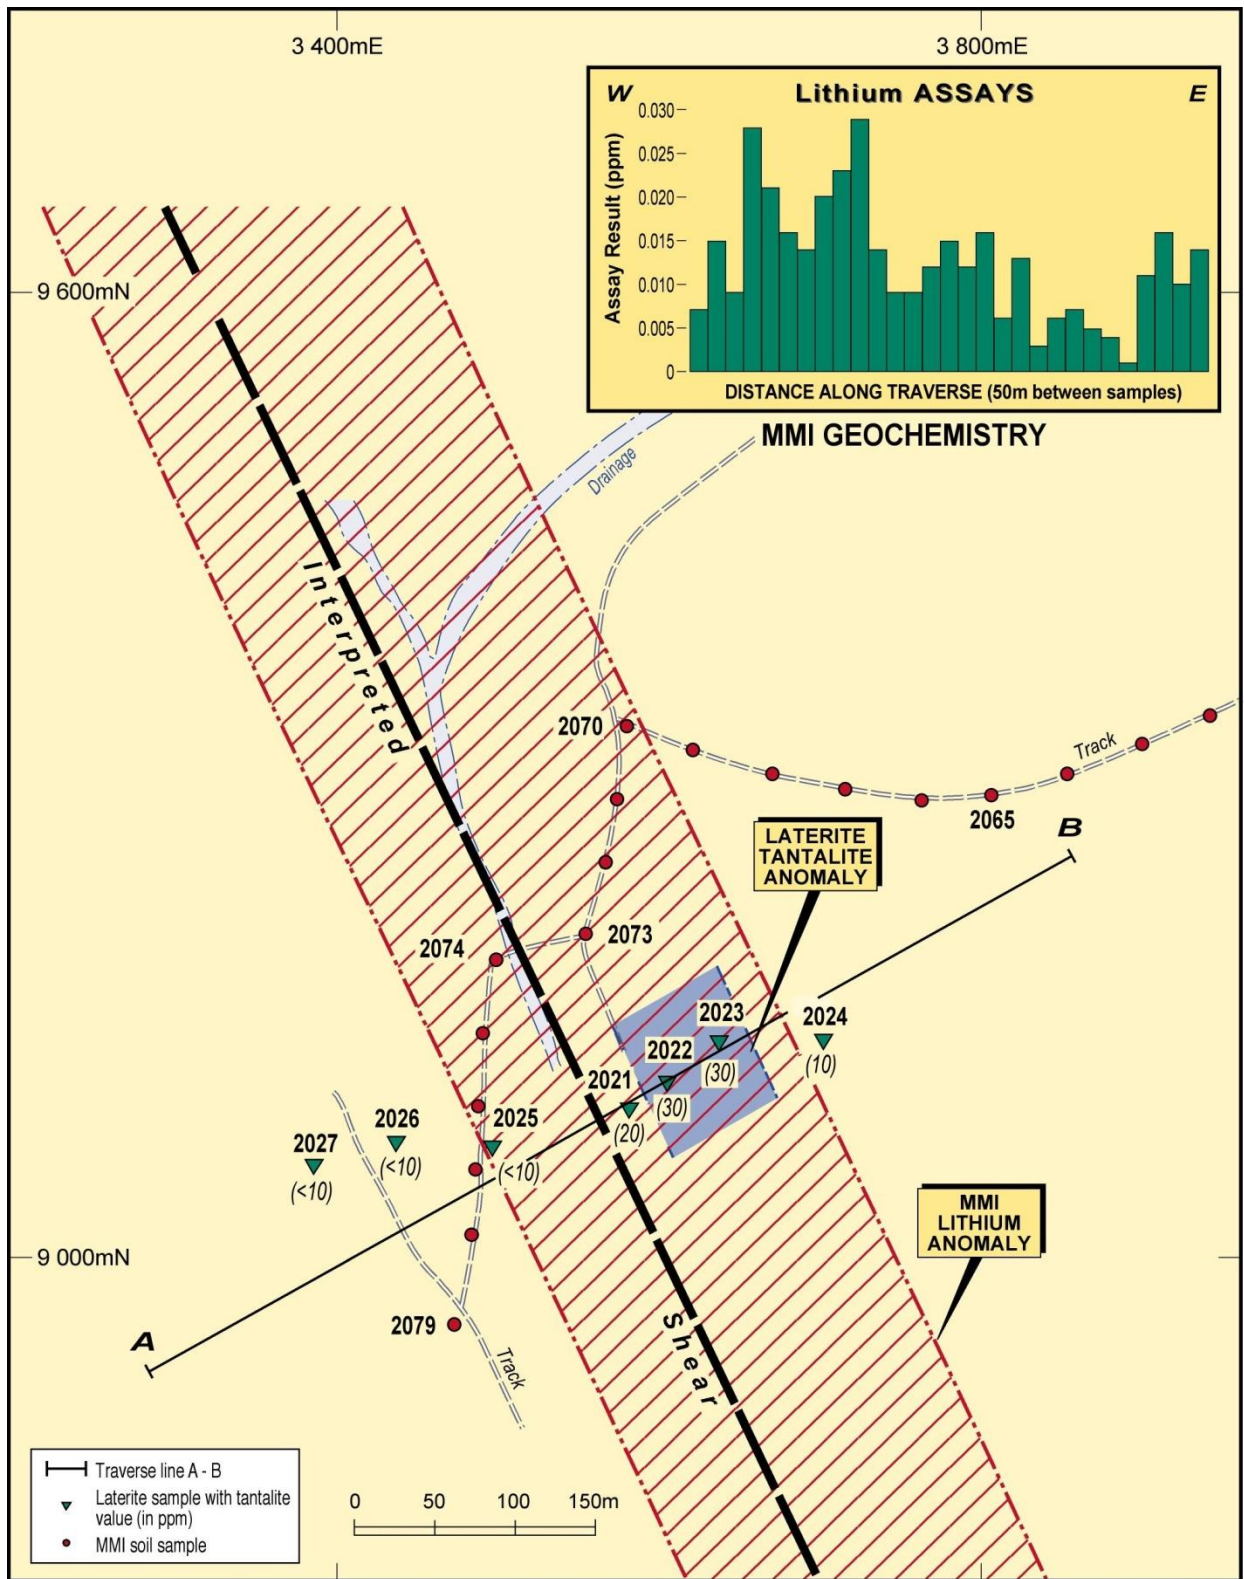 3 400mE
3 800mE
W
Lithium ASSAYS
E
Assay Result (ppm)
0.030
0.025
0.020
0.015
0.010
0.005
0
DISTANCE ALONG TRAVERSE (50m between samples)
MMI GEOCHEMISTRY
9 600mN
Drainage
Interpreted
2070
Track
2065
B
LATERITE
TANTALITE
ANOMALY
2074
2073
2023
2024
2022
(30)
(10)
2021
(30)
(20)
2025
2026
2027
(<10)
(<10)
(<10)
MMI
LITHIUM
ANOMALY
9 000mN
2079
A
Track
Shear
Traverse line A - B
Laterite sample with tantalite
value (in ppm)
MMI soil sample
0 50 100 150m